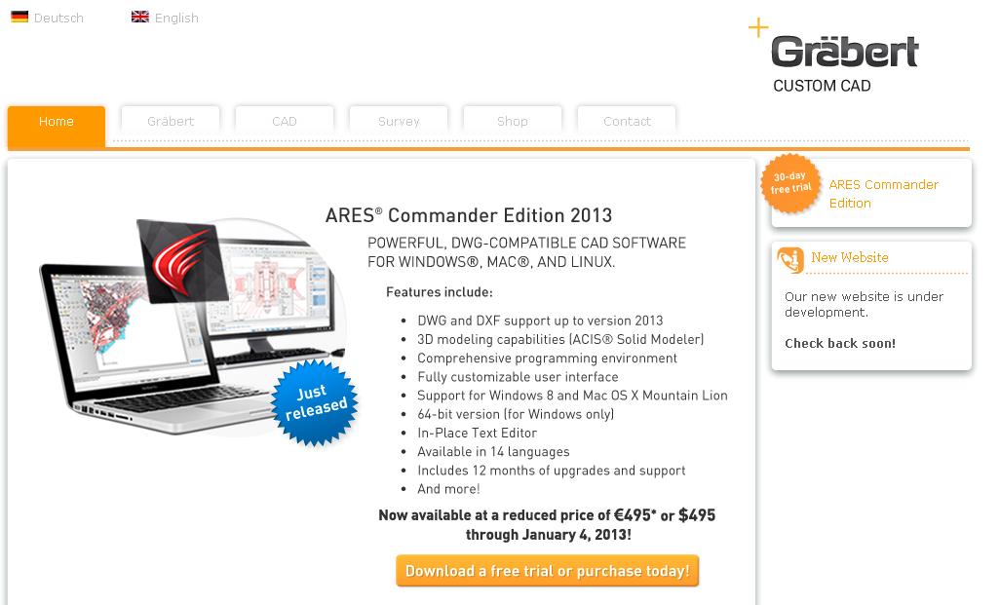 Deutsch
English
Gräbert
CUSTOM CAD
Home
Gräbert
CAD
Survey
Shop
Contact
ARES® Commander Edition 2013
POWERFUL, DWG-COMPATIBLE CAD SOFTWARE
FOR WINDOWS®, MAC®, AND LINUX.
Features include:
• DWG and DXF support up to version 2013
• 3D modeling capabilities (ACIS® Solid Modeler)
• Comprehensive programming environment
• Fully customizable user interface
• Support for Windows 8 and Mac OS X Mountain Lion
• 64-bit version (for Windows only)
• In-Place Text Editor
• Available in 14 languages
• Includes 12 months of upgrades and support
• And more!
Just
released
Now available at a reduced price of €495* or $495
through January 4, 2013!
Download a free trial or purchase today!
30-day
free trial
ARES Commander
Edition
New Website
Our new website is under
development.
Check back soon!